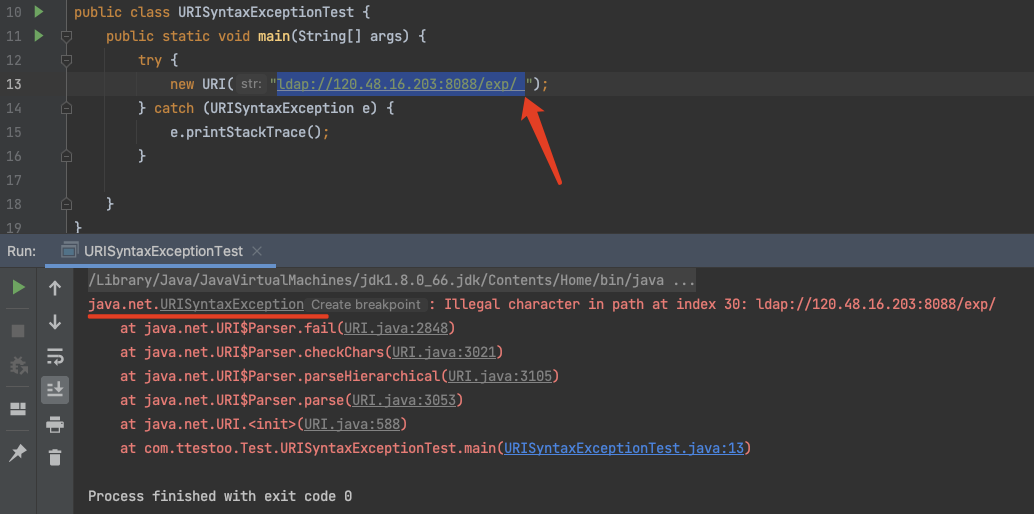 10 public class URISyntaxExceptionTest {
11 public static void main(String[] args) {
12 try {
13 new URI( str: "ldap://120.48.16.203:8088/exp/ ");
14 } catch (URISyntaxException e) {
15 e.printStackTrace();
16 }
17
18 }
19 }
Run: URISyntaxExceptionTest ×
/Library/Java/JavaVirtualMachines/jdk1.8.0_66.jdk/Contents/Home/bin/java ...
java.net.URISyntaxException Create breakpoint : Illegal character in path at index 30: ldap://120.48.16.203:8088/exp/
at java.net.URI$Parser.fail(URI.java:2848)
at java.net.URI$Parser.checkChars(URI.java:3021)
at java.net.URI$Parser.parseHierarchical(URI.java:3105)
at java.net.URI$Parser.parse(URI.java:3053)
at java.net.URI.<init>(URI.java:588)
at com.ttestoo.Test.URISyntaxExceptionTest.main(URISyntaxExceptionTest.java:13)
Process finished with exit code 0